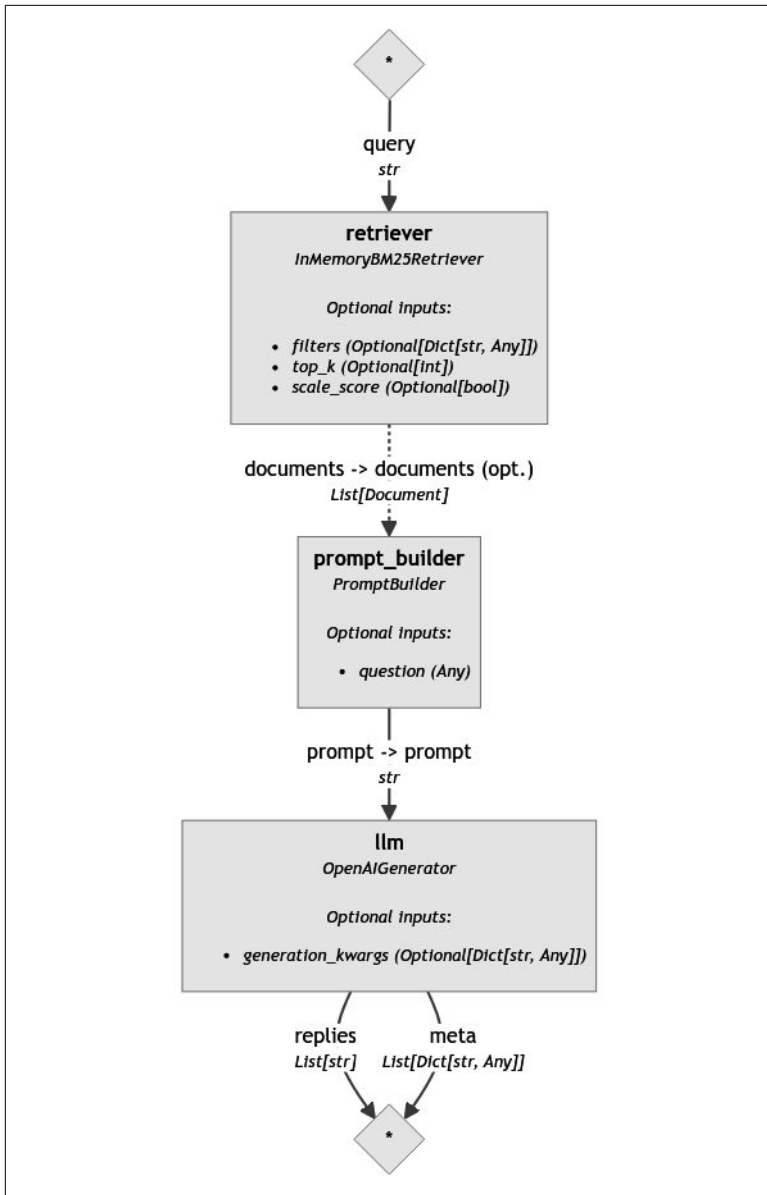 *
query
str
retriever
InMemoryBM25Retriever
Optional inputs:
• filters (Optional[Dict[str, Any]])
• top_k (Optional[int])
• scale_score (Optional[bool])
documents -> documents (opt.)
List[Document]
prompt_builder
PromptBuilder
Optional inputs:
• question (Any)
prompt -> prompt
str
llm
OpenAIGenerator
Optional inputs:
• generation_kwargs (Optional[Dict[str, Any]])
replies meta
List[str] List[Dict[str, Any]]
*